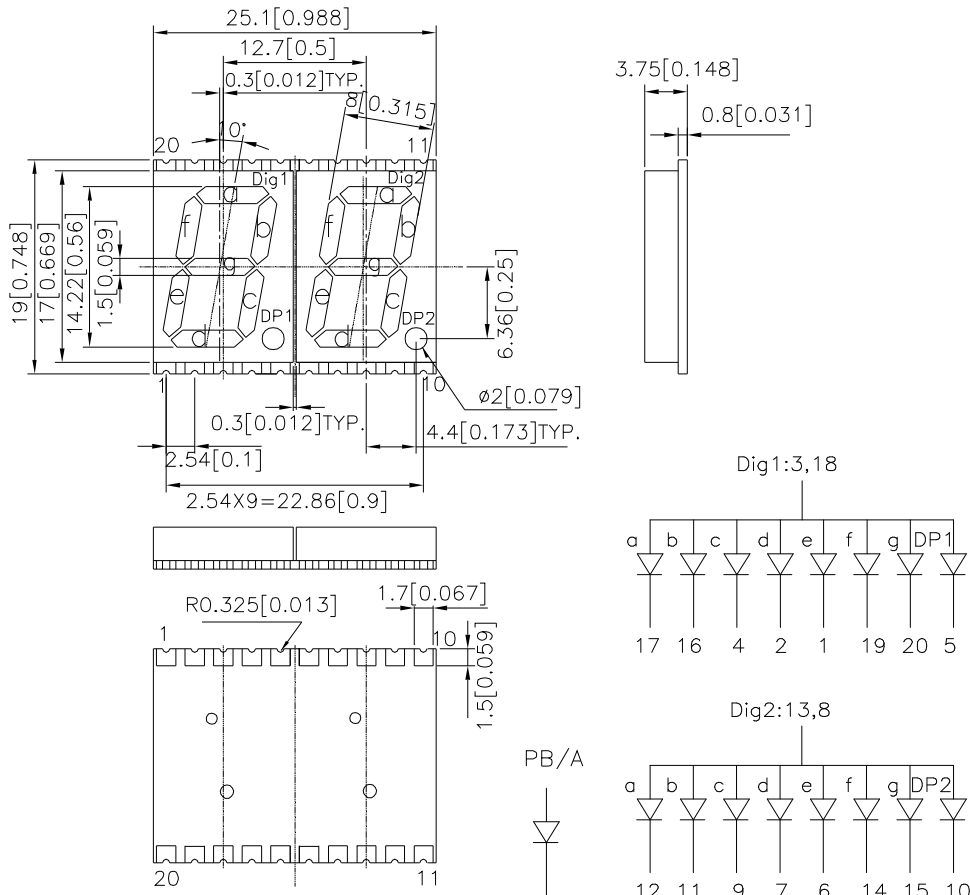 25.1[0.988]
12.7[0.5]
0.3[0.012]TYP.
8[0.315]
10°
20
11
Dig1
Dig2
a
a
f
b
f
b
g
g
e
c
e
c
d
d
DP1
DP2
19[0.748]
17[0.669]
14.22[0.56]
1.5[0.059]
6.36[0.25]
1
10
ø2[0.079]
0.3[0.012]TYP.
4.4[0.173]TYP.
2.54[0.1]
2.54X9=22.86[0.9]
3.75[0.148]
0.8[0.031]
R0.325[0.013]
1.7[0.067]
1
10
1.5[0.059]
20
11
PB/A
Dig1:3,18
a b c d e f g DP1
17 16 4 2 1 19 20 5
Dig2:13,8
a b c d e f g DP2
12 11 9 7 6 14 15 10